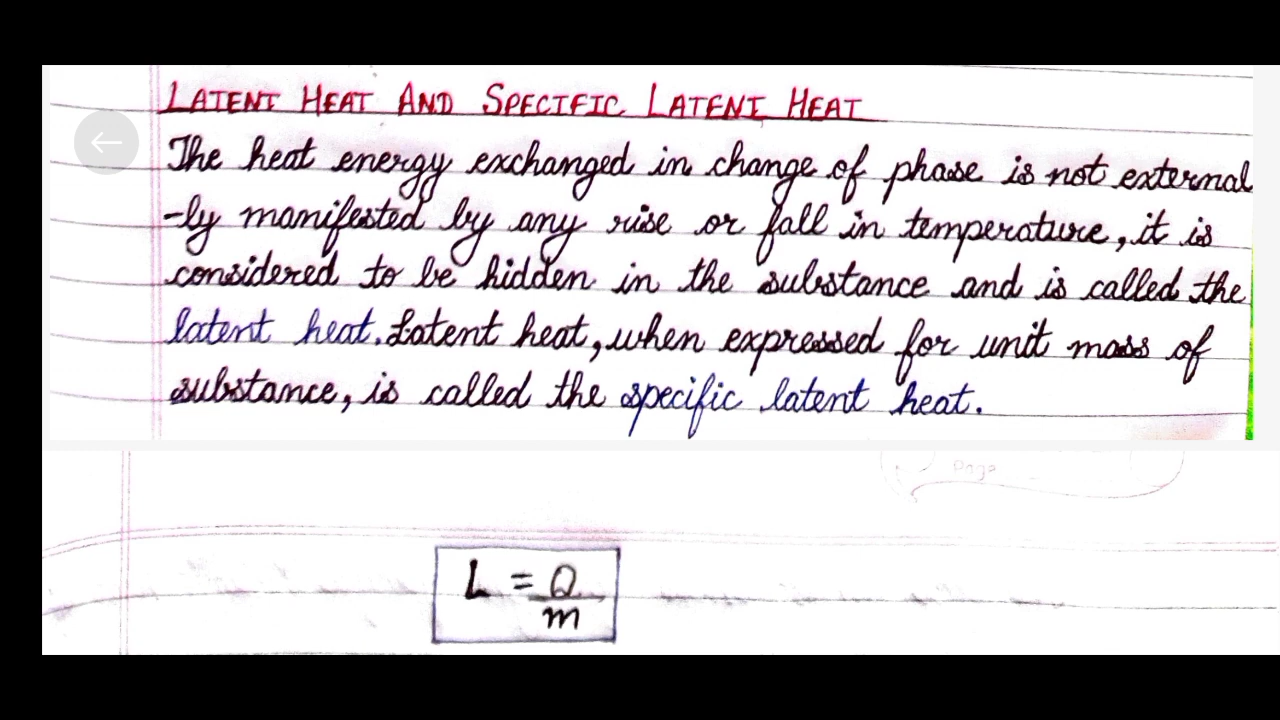 LATENT HEAT AND SPECIFIC LATENT HEAT
The heat energy exchanged in change of phase is not external
-ly manifested by any rise or fall in temperature, it is
considered to be hidden in the substance and is called the
latent heat. Latent heat, when expressed for unit mass of
substance, is called the specific latent heat.
Page
L = Q
m